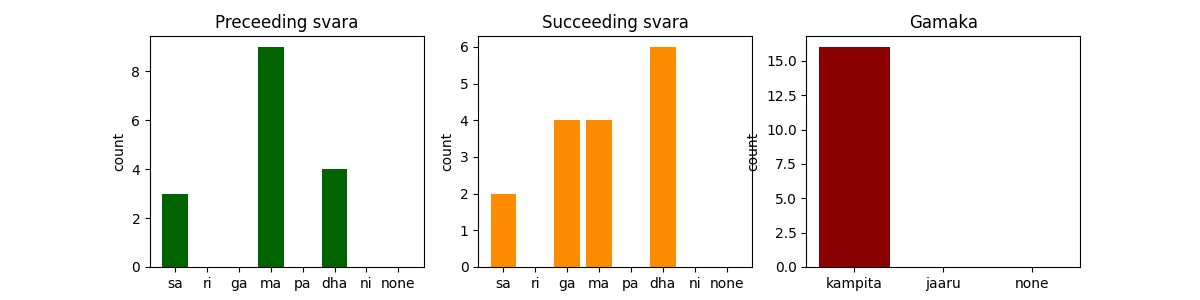 Preceeding svara
count
8
6
4
2
0
sa ri ga ma pa dha ni none
Succeeding svara
count
6
5
4
3
2
1
0
sa ri ga ma pa dha ni none
Gamaka
count
15.0
12.5
10.0
7.5
5.0
2.5
0.0
kampita jaaru none